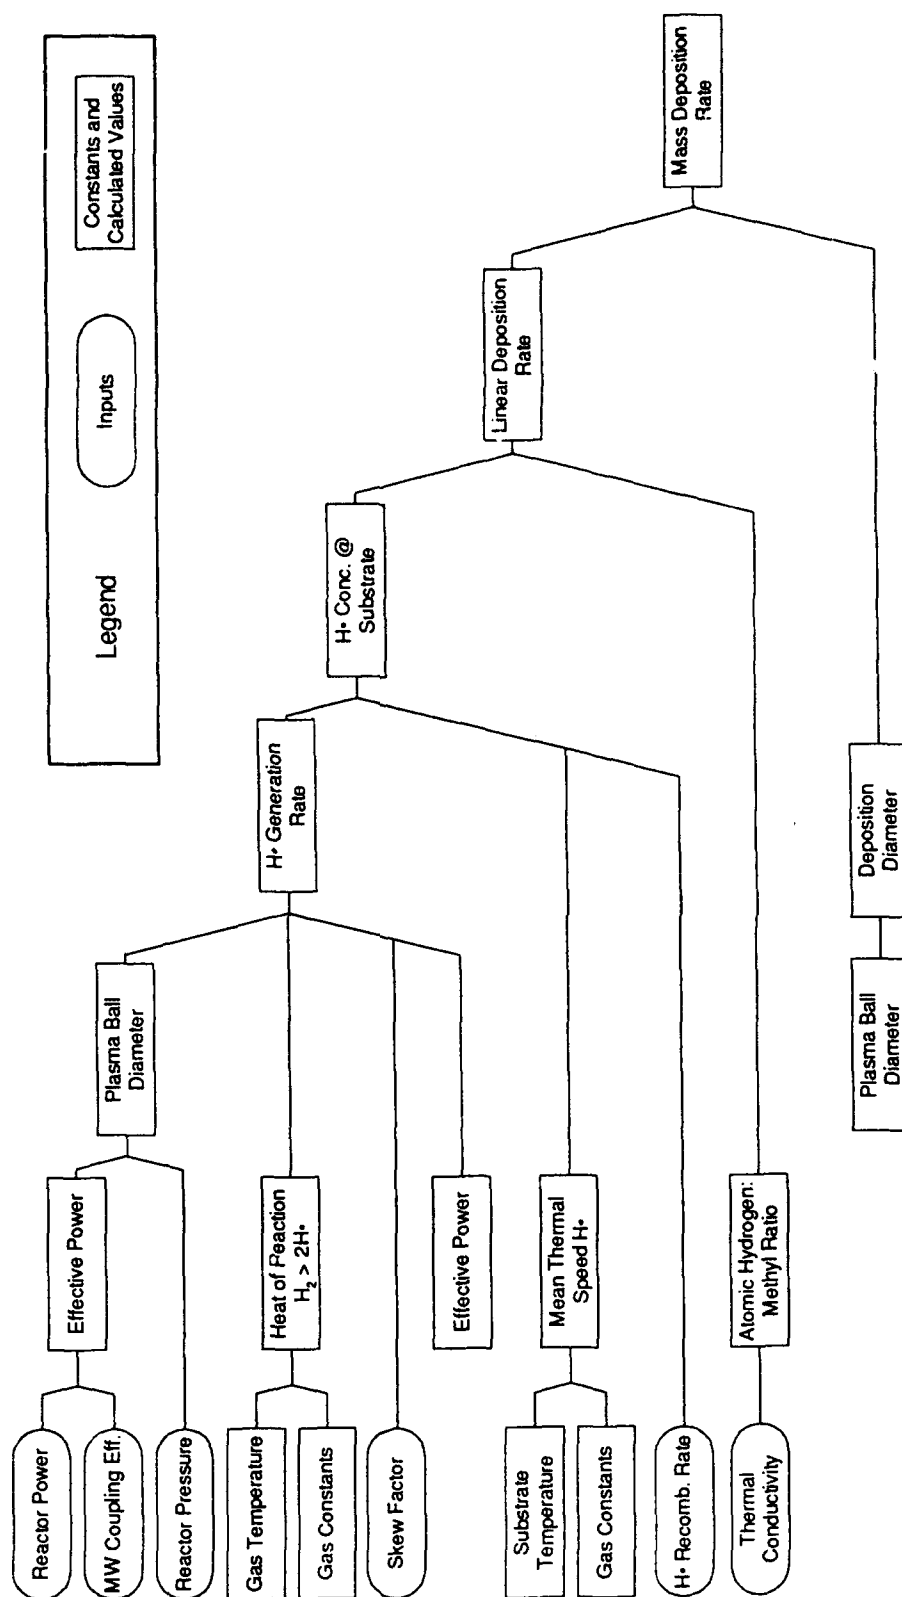 Legend
Inputs
Constants and
Calculated Values
Reactor Power
MW Coupling Eff.
Reactor Pressure
Gas Temperature
Gas Constants
Skew Factor
Substrate
Temperature
Gas Constants
H• Recomb. Rate
Thermal
Conductivity
Effective Power
Heat of Reaction
H₂ > 2H•
Effective Power
Mean Thermal
Speed H•
Atomic Hydrogen:
Methyl Ratio
Plasma Ball
Diameter
Plasma Ball
Diameter
H• Generation
Rate
Deposition
Diameter
H• Conc. @
Substrate
Linear Deposition
Rate
Mass Deposition
Rate